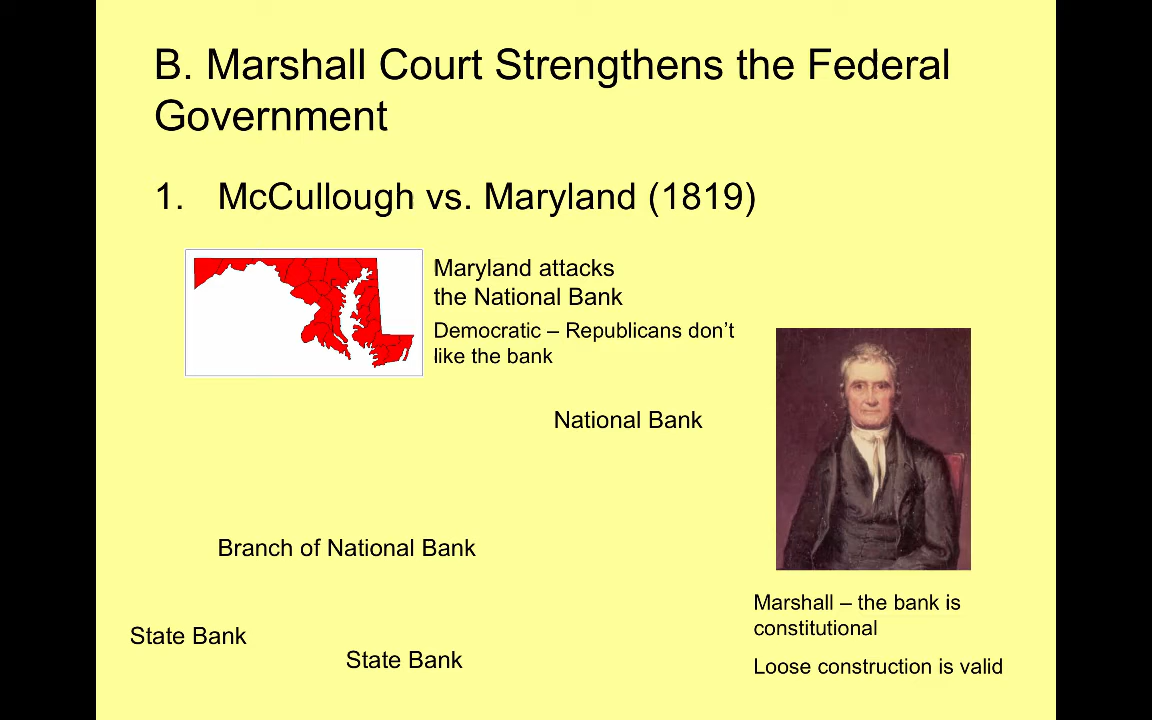 B. Marshall Court Strengthens the Federal
Government
1. McCullough vs. Maryland (1819)
Maryland attacks
the National Bank
Democratic – Republicans don’t
like the bank
National Bank
Branch of National Bank
State Bank
State Bank
Marshall – the bank is
constitutional
Loose construction is valid